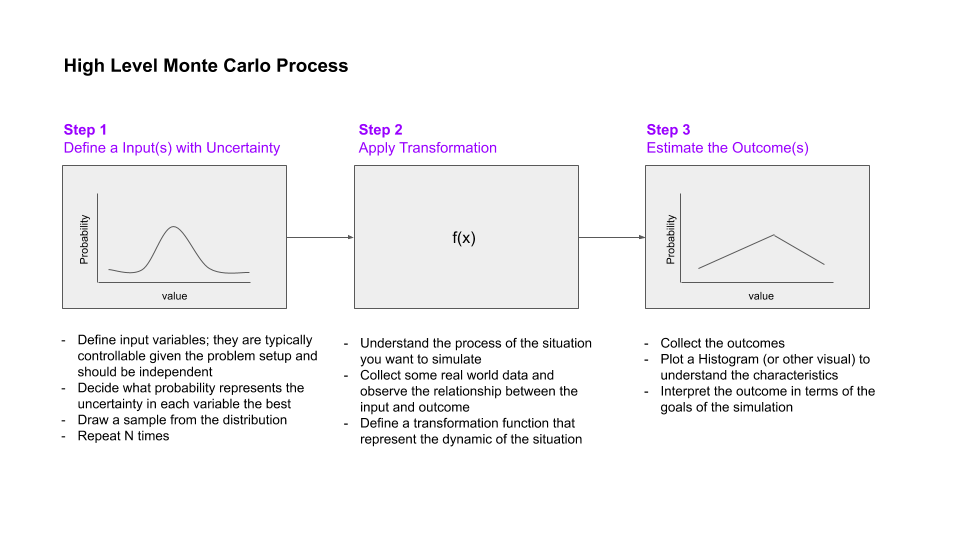 High Level Monte Carlo Process
Step 1
Define a Input(s) with Uncertainty
Probability
value
- Define input variables; they are typically
controllable given the problem setup and
should be independent
- Decide what probability represents the
uncertainty in each variable the best
- Draw a sample from the distribution
- Repeat N times
Step 2
Apply Transformation
f(x)
- Understand the process of the situation
you want to simulate
- Collect some real world data and
observe the relationship between the
input and outcome
- Define a transformation function that
represent the dynamic of the situation
Step 3
Estimate the Outcome(s)
Probability
value
- Collect the outcomes
- Plot a Histogram (or other visual) to
understand the characteristics
- Interpret the outcome in terms of the
goals of the simulation